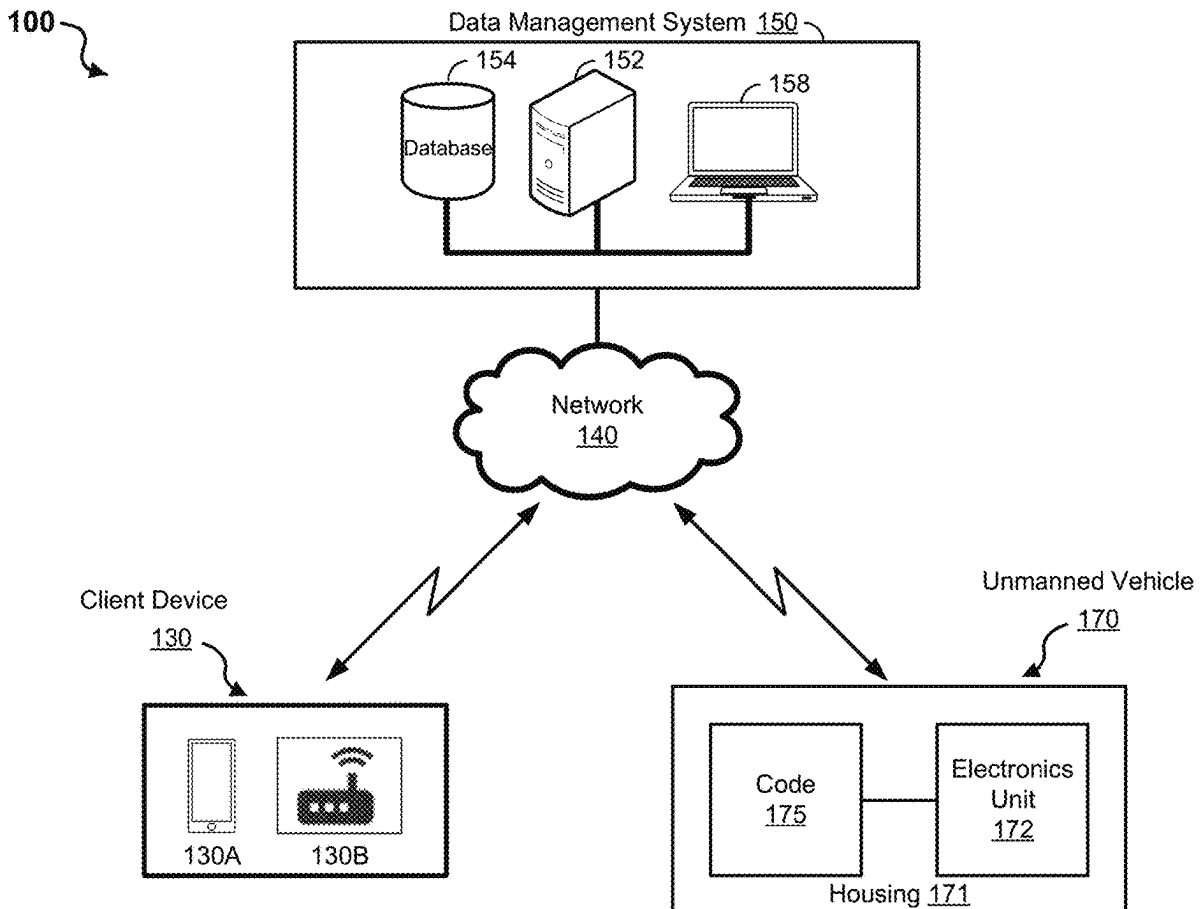 100
Data Management System 150
154
152
158
Database
Network
140
Client Device
130
Unmanned Vehicle
170
130A
130B
Code
175
Electronics
Unit
172
Housing 171